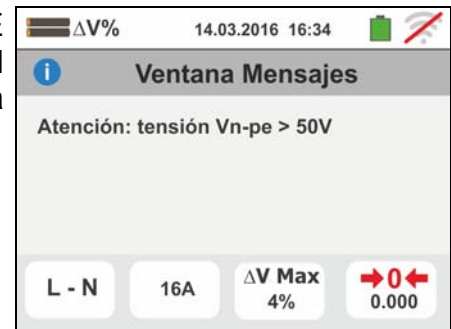 ΔV%
14.03.2016 16:34
Ventana Mensajes
Atención: tensión Vn-pe > 50V
L - N
16A
ΔV Max
4%
→0←
0.000